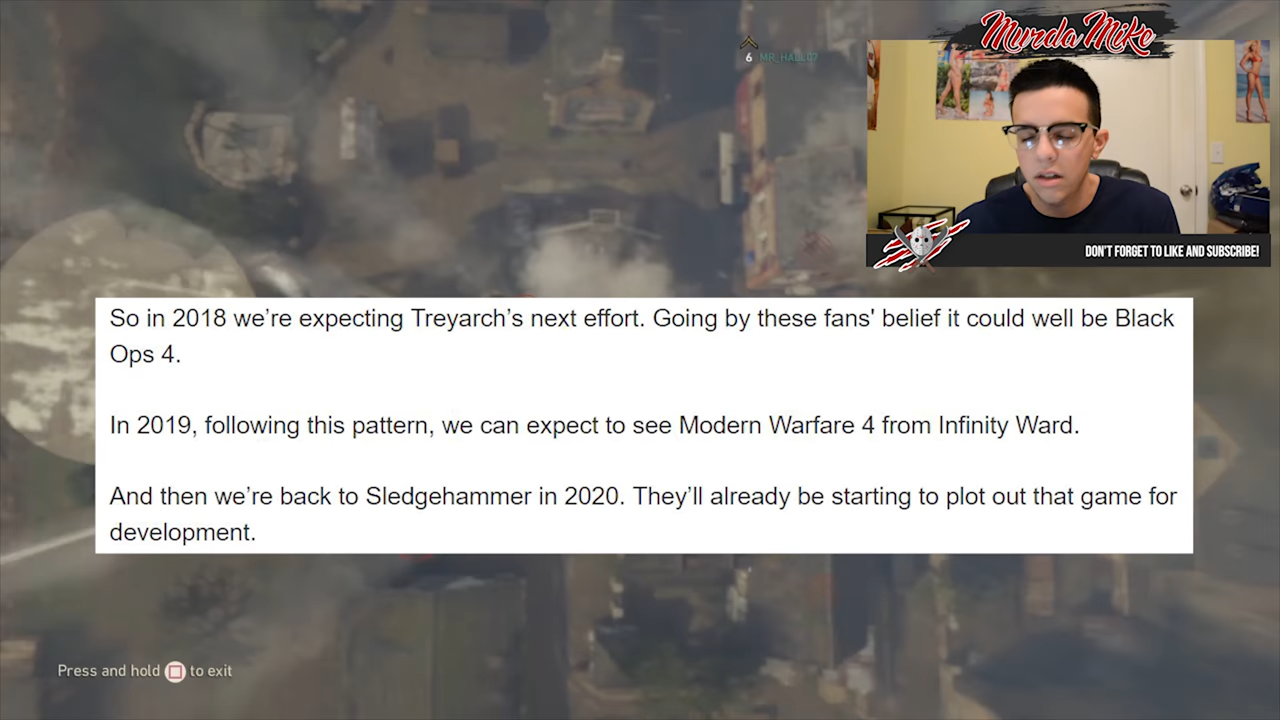 Murda Mike
6 MR_HALL07
DON'T FORGET TO LIKE AND SUBSCRIBE!
So in 2018 we’re expecting Treyarch’s next effort. Going by these fans' belief it could well be Black
Ops 4.
In 2019, following this pattern, we can expect to see Modern Warfare 4 from Infinity Ward.
And then we’re back to Sledgehammer in 2020. They’ll already be starting to plot out that game for
development.
Press and hold to exit